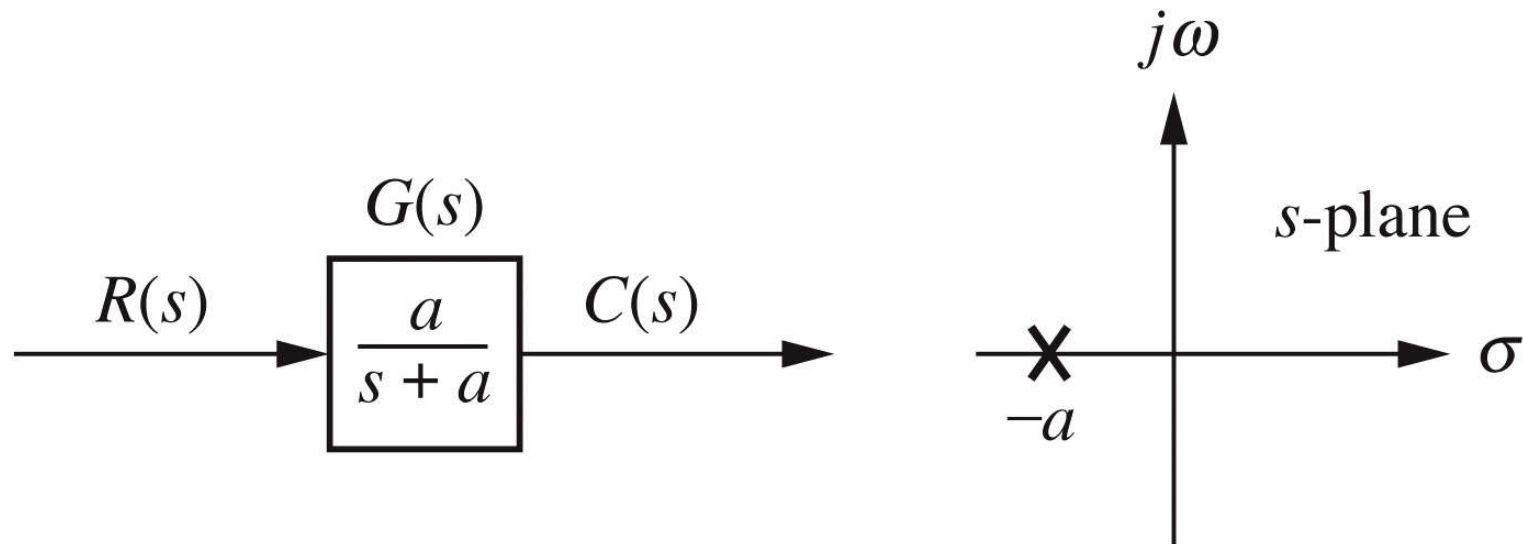 G(s)
R(s)
a
s + a
C(s)
jω
s-plane
σ
−a